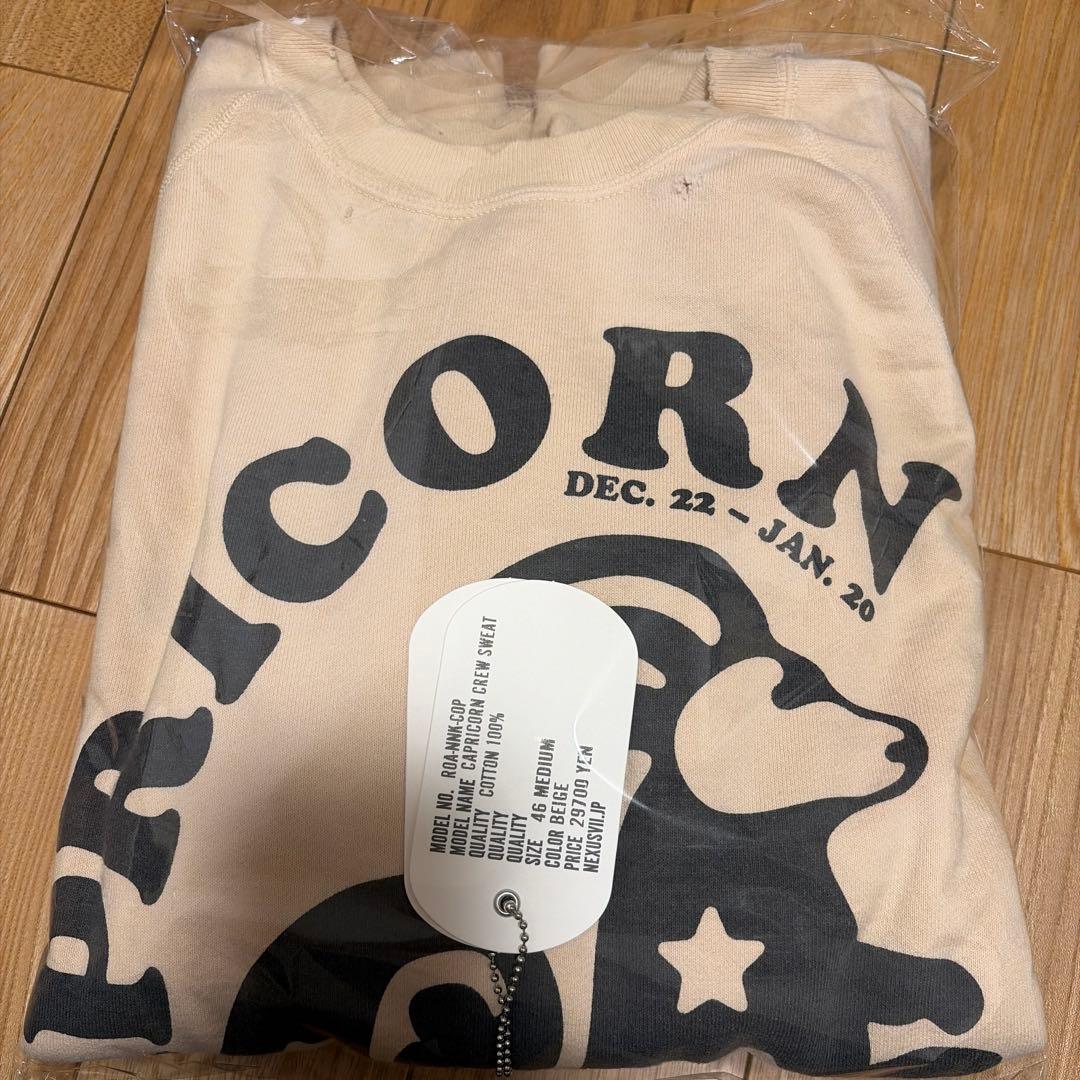 PRICORN
DEC. 22 – JAN. 20
MODEL NO. ROA-NNK-COP
MODEL NAME CAPRICORN CREW SWEAT
QUALITY COTTON 100%
QUALITY
QUALITY
SIZE 46 MEDIUM
COLOR BEIGE
PRICE 29700 YEN
NEXUSVII.JP